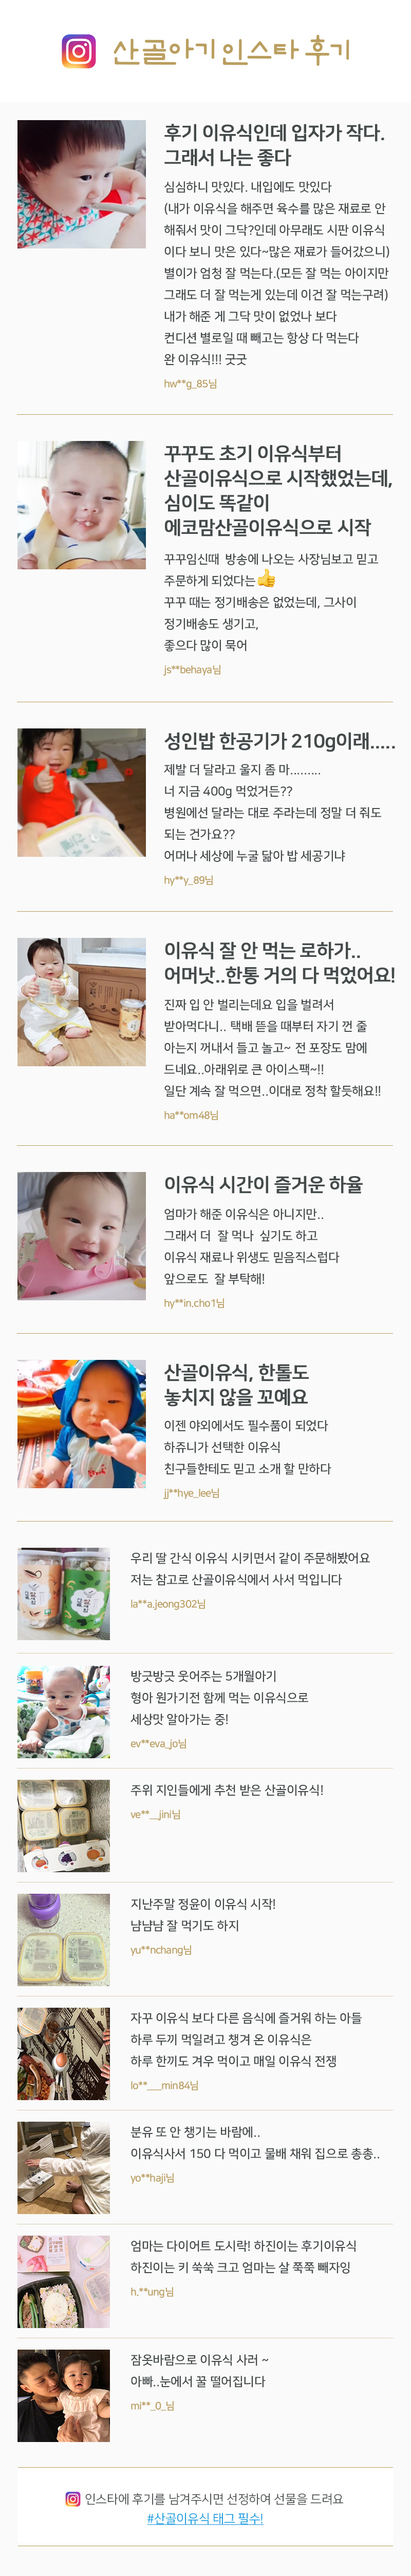 산골아기 인스타 후기
후기 이유식인데 입자가 작다.
그래서 나는 좋다
심심하니 맛있다. 내입에도 맛있다
(내가 이유식을 해주면 육수를 많은 재료로 안
해줘서 맛이 그닥?인데 아무래도 시판 이유식
이다 보니 맛은 있다~많은 재료가 들어갔으니)
별이가 엄청 잘 먹는다.(모든 잘 먹는 아이지만
그래도 더 잘 먹는게 있는데 이건 잘 먹는구려)
내가 해준 게 그닥 맛이 없었나 보다
컨디션 별로일 때 빼고는 항상 다 먹는다
완 이유식!!! 굿굿
hw**g_85님
꾸꾸도 초기 이유식부터
산골이유식으로 시작했었는데,
심이도 똑같이
에코맘산골이유식으로 시작
꾸꾸임신때 방송에 나오는 사장님보고 믿고
주문하게 되었다는
꾸꾸 때는 정기배송은 없었는데, 그사이
정기배송도 생기고,
좋으다 많이 묵어
js**behaya님
성인밥 한공기가 210g이래.....
제발 더 달라고 울지 좀 마.........
너 지금 400g 먹었거든??
병원에선 달라는 대로 주라는데 정말 더 줘도
되는 건가요??
어머나 세상에 누굴 닮아 밥 세공기냐
hy**y_89님
이유식 잘 안 먹는 로하가..
어머낫..한통 거의 다 먹었어요!
진짜 입 안 벌리는데요 입을 벌려서
받아먹다니.. 택배 뜯을 때부터 자기 껀 줄
아는지 꺼내서 들고 놀고~ 전 포장도 맘에
드네요..아래위로 큰 아이스팩~!!
일단 계속 잘 먹으면..이대로 정착 할듯해요!!
ha**om48님
이유식 시간이 즐거운 하율
엄마가 해준 이유식은 아니지만..
그래서 더 잘 먹나 싶기도 하고
이유식 재료나 위생도 믿음직스럽다
앞으로도 잘 부탁해!
hy**in.cho1님
산골이유식, 한톨도
놓치지 않을 꼬예요
이젠 야외에서도 필수품이 되었다
하쥬니가 선택한 이유식
친구들한테도 믿고 소개 할 만하다
jj**hye_lee님
우리 딸 간식 이유식 시키면서 같이 주문해봤어요
저는 참고로 산골이유식에서 사서 먹입니다
la**a.jeong302님
방긋방긋 웃어주는 5개월아기
형아 원가기전 함께 먹는 이유식으로
세상맛 알아가는 중!
ev**eva_jo님
주위 지인들에게 추천 받은 산골이유식!
ve**__jini님
지난주말 정윤이 이유식 시작!
냠냠냠 잘 먹기도 하지
yu**nchang님
자꾸 이유식 보다 다른 음식에 즐거워 하는 아들
하루 두끼 먹일려고 챙겨 온 이유식은
하루 한끼도 겨우 먹이고 매일 이유식 전쟁
lo**___min84님
분유 또 안 챙기는 바람에..
이유식사서 150 다 먹이고 물배 채워 집으로 총총..
yo**haji님
엄마는 다이어트 도시락! 하진이는 후기이유식
하진이는 키 쑥쑥 크고 엄마는 살 쭉쭉 빼자잉
h.**ung님
잠옷바람으로 이유식 사러 ~
아빠..눈에서 꿀 떨어집니다
mi**_0_님
인스타에 후기를 남겨주시면 선정하여 선물을 드려요
#산골이유식 태그 필수!